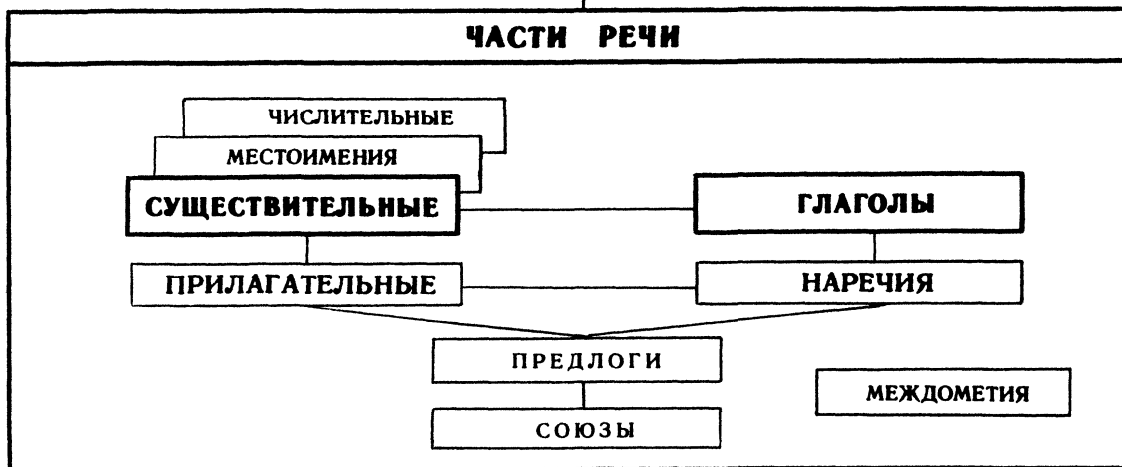 ЧАСТИ РЕЧИ
ЧИСЛИТЕЛЬНЫЕ
МЕСТОИМЕНИЯ
СУЩЕСТВИТЕЛЬНЫЕ
ГЛАГОЛЫ
ПРИЛАГАТЕЛЬНЫЕ
НАРЕЧИЯ
ПРЕДЛОГИ
МЕЖДОМЕТИЯ
СОЮЗЫ